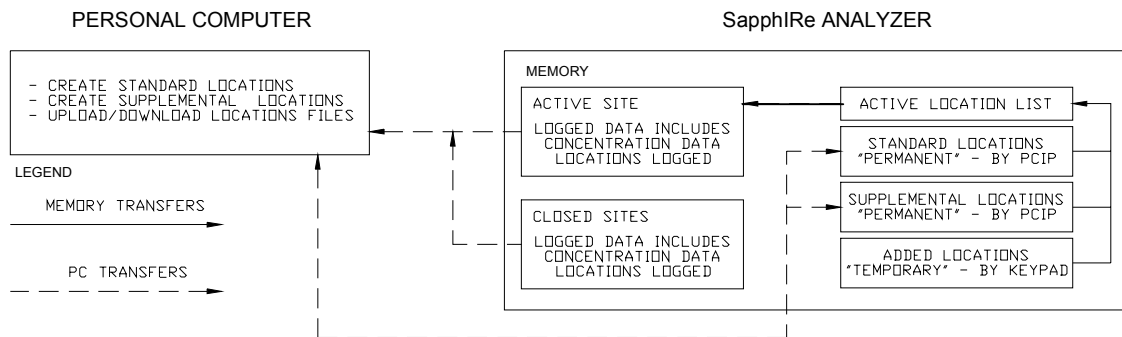 PERSONAL COMPUTER
- CREATE STANDARD LOCATIONS
- CREATE SUPPLEMENTAL LOCATIONS
- UPLOAD/DOWNLOAD LOCATIONS FILES
LEGEND
MEMORY TRANSFERS
PC TRANSFERS
SapphIRe ANALYZER
MEMORY
ACTIVE SITE
LOGGED DATA INCLUDES
CONCENTRATION DATA
LOCATIONS LOGGED
CLOSED SITES
LOGGED DATA INCLUDES
CONCENTRATION DATA
LOCATIONS LOGGED
ACTIVE LOCATION LIST
STANDARD LOCATIONS
"PERMANENT" - BY PCIP
SUPPLEMENTAL LOCATIONS
"PERMANENT" - BY PCIP
ADDED LOCATIONS
"TEMPORARY" - BY KEYPAD